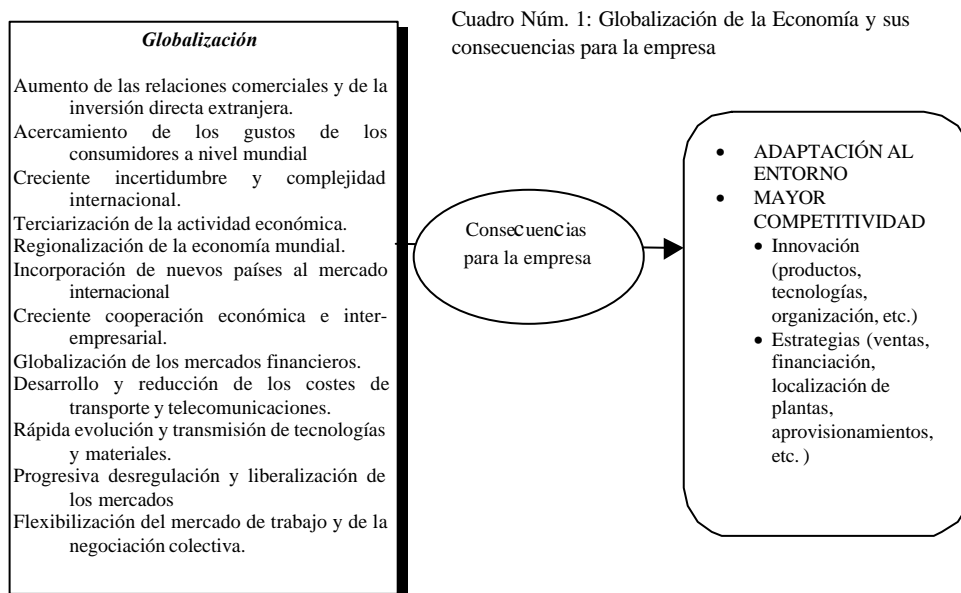 Cuadro Núm. 1: Globalización de la Economía y sus
consecuencias para la empresa
Globalización
Aumento de las relaciones comerciales y de la
inversión directa extranjera.
Acercamiento de los gustos de los
consumidores a nivel mundial
Creciente incertidumbre y complejidad
internacional.
Terciarización de la actividad económica.
Regionalización de la economía mundial.
Incorporación de nuevos países al mercado
internacional
Creciente cooperación económica e inter-
empresarial.
Globalización de los mercados financieros.
Desarrollo y reducción de los costes de
transporte y telecomunicaciones.
Rápida evolución y transmisión de tecnologías
y materiales.
Progresiva desregulación y liberalización de
los mercados
Flexibilización del mercado de trabajo y de la
negociación colectiva.
Consecuencias
para la empresa
• ADAPTACIÓN AL
ENTORNO
• MAYOR
COMPETITIVIDAD
• Innovación
(productos,
tecnologías,
organización, etc.)
• Estrategias (ventas,
financiación,
localización de
plantas,
aprovisionamientos,
etc. )